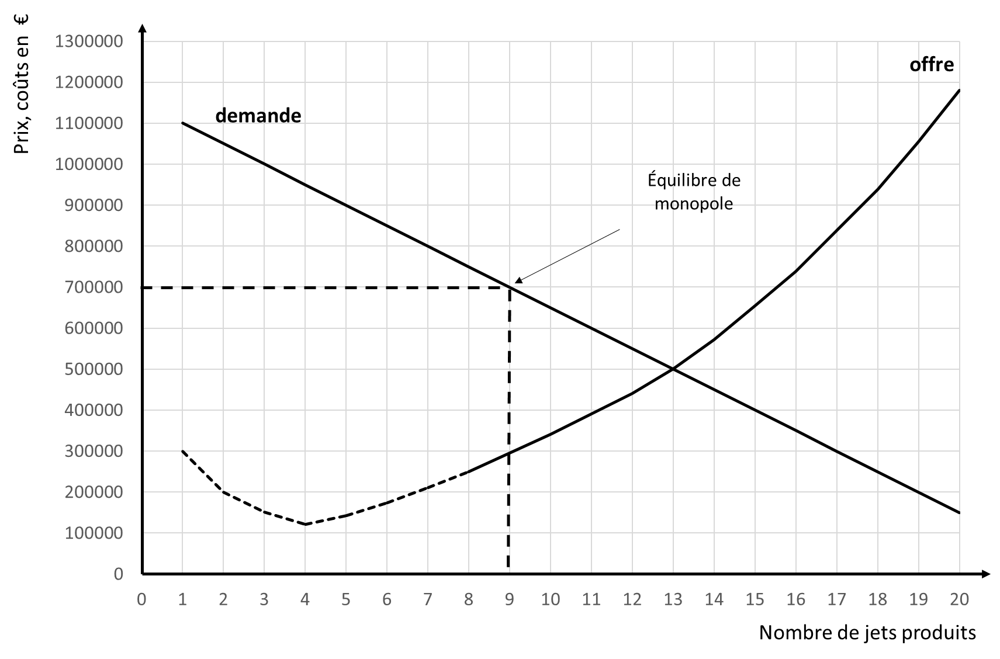 Prix, coûts en €
1300000
1200000
1100000
1000000
900000
800000
700000
600000
500000
400000
300000
200000
100000
0
offre
demande
Équilibre de
monopole
0 1 2 3 4 5 6 7 8 9 10 11 12 13 14 15 16 17 18 19 20
Nombre de jets produits